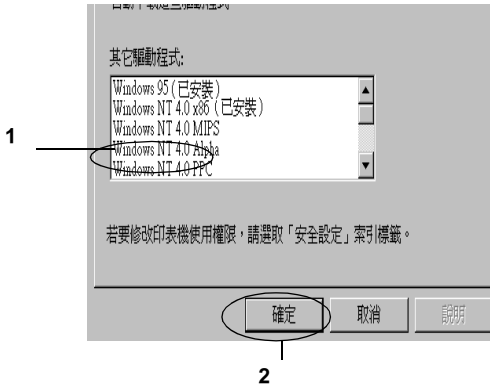 其它驅動程式:
Windows 95 (已安裝)
Windows NT 4.0 x86 (已安裝)
Windows NT 4.0 MIPS
1
Windows NT 4.0 Alpha
Windows NT 4.0 PPC
若要修改印表機使用權限，請選取「安全設定」索引標籤。
確定 取消 說明
2